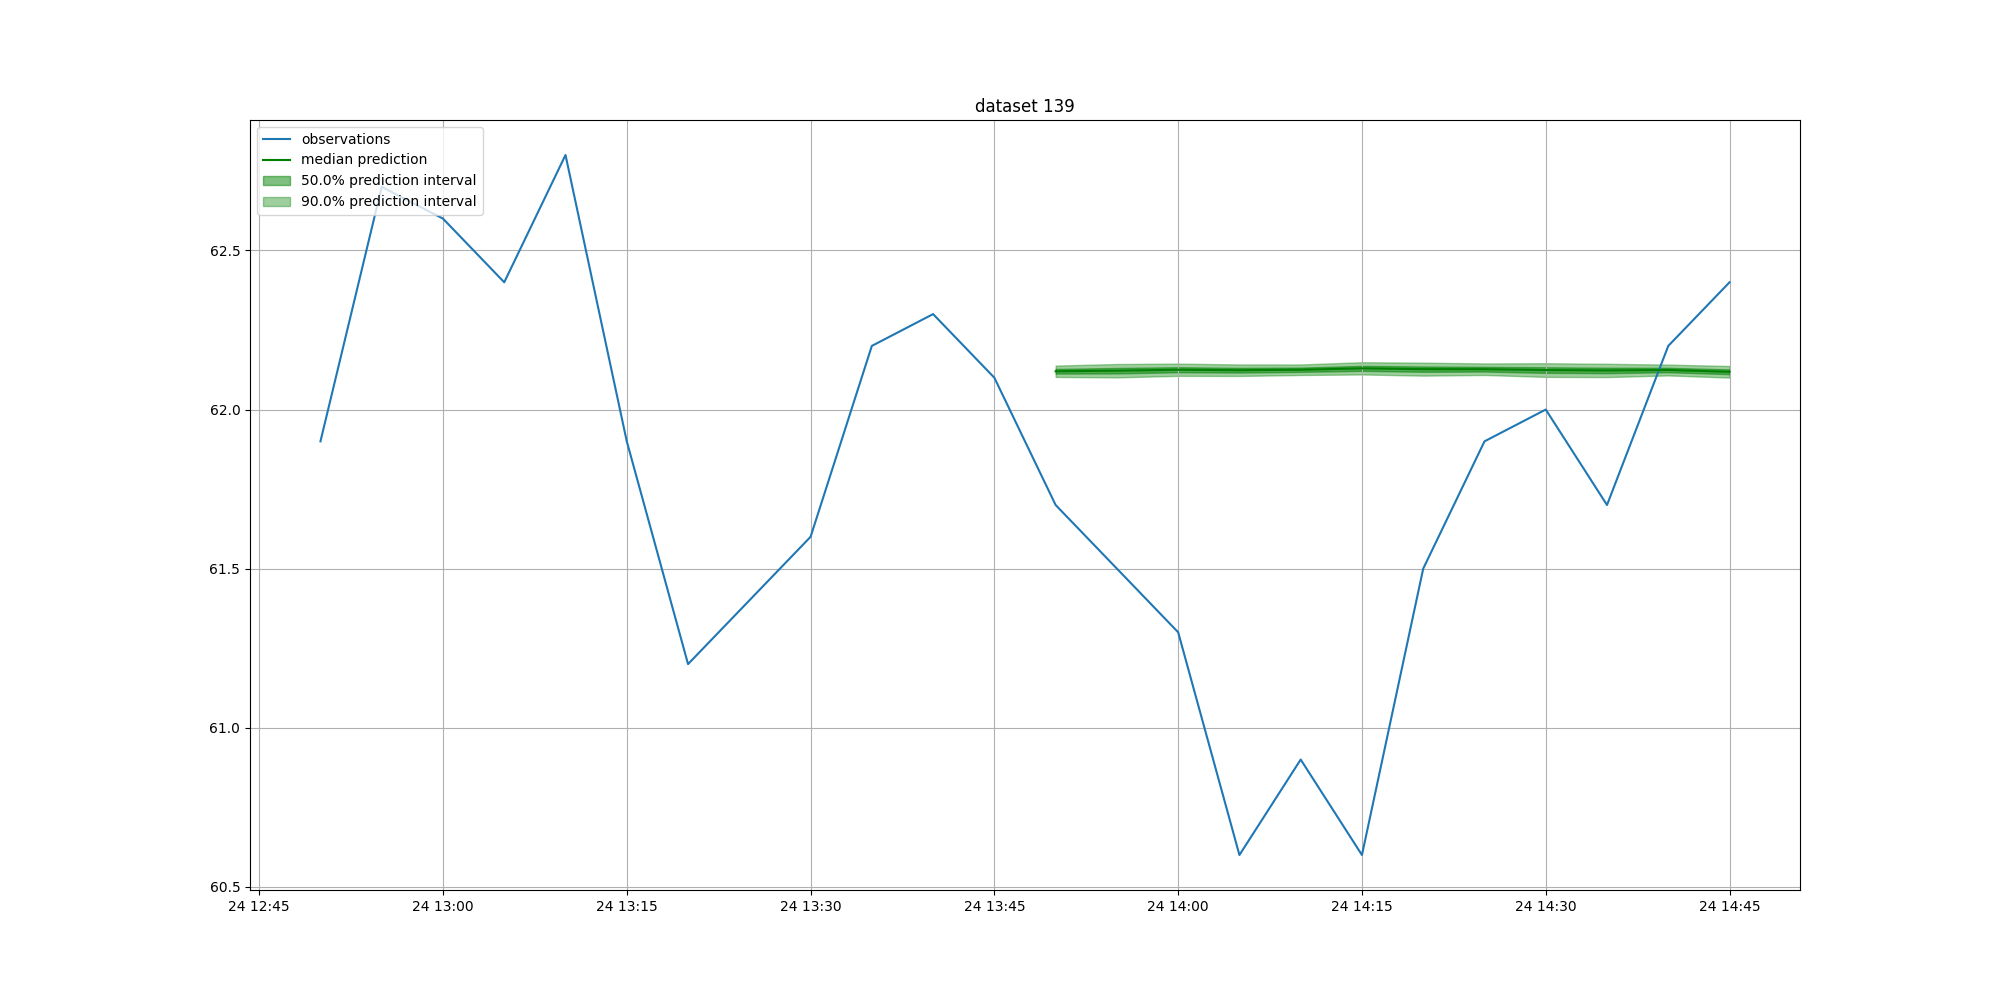 dataset 139
observations
median prediction
50.0% prediction interval
90.0% prediction interval
62.5
62.0
61.5
61.0
60.5
24 12:45 24 13:00 24 13:15 24 13:30 24 13:45 24 14:00 24 14:15 24 14:30 24 14:45